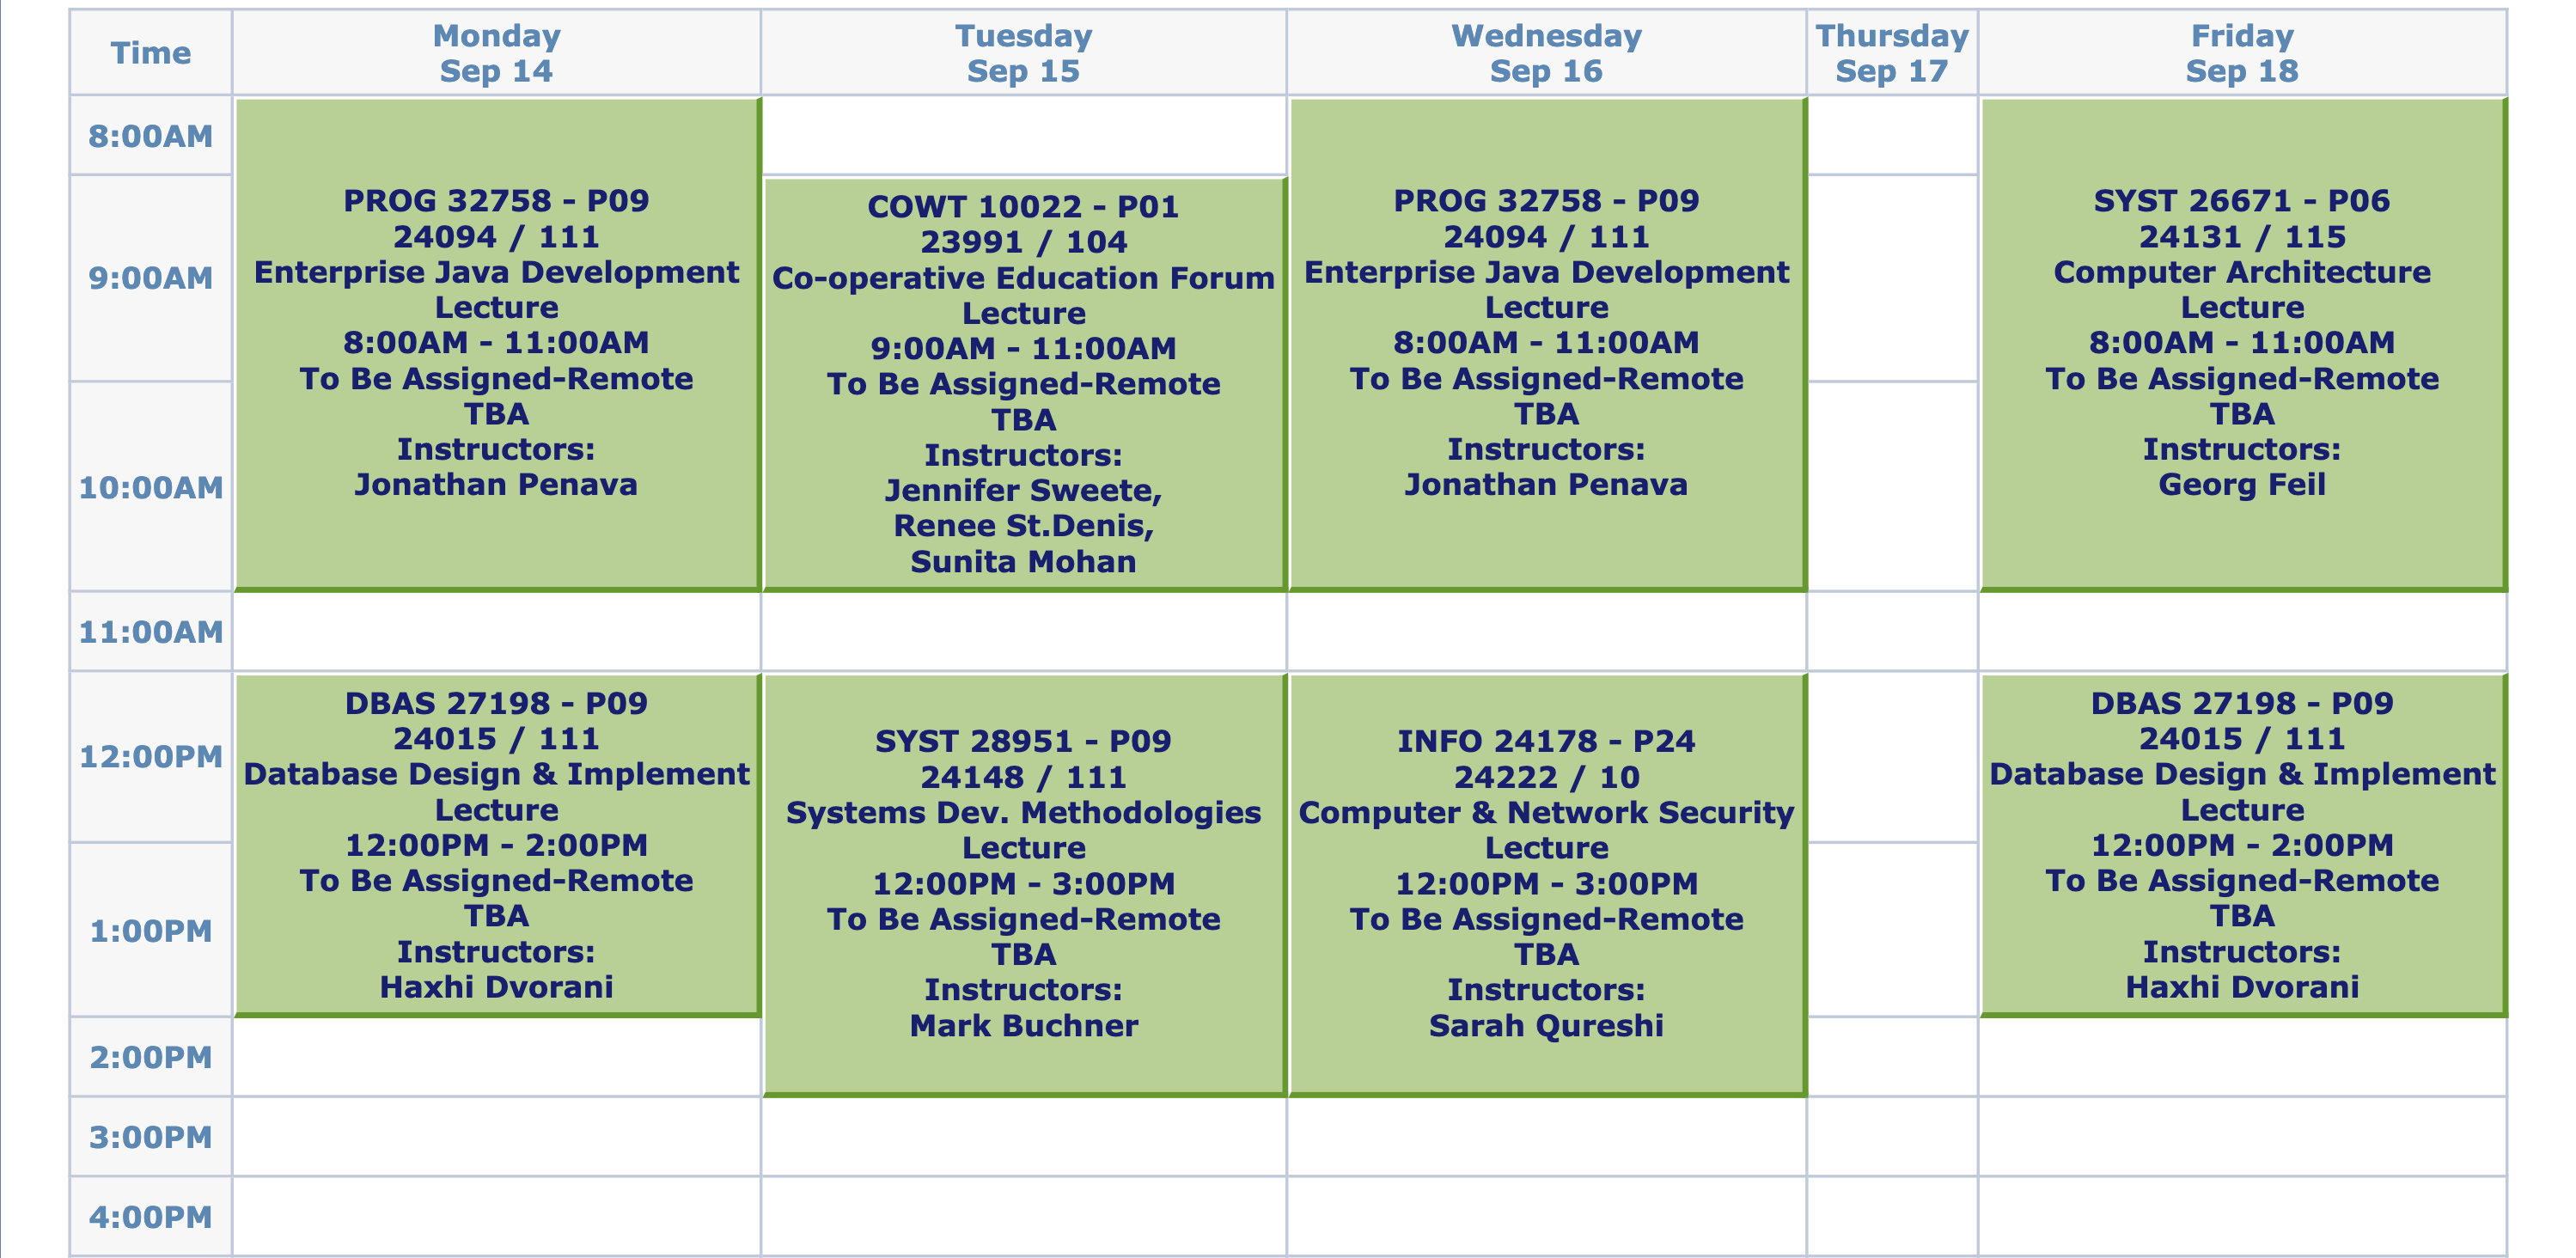 Time
Monday
Sep 14
Tuesday
Sep 15
Wednesday
Sep 16
Thursday
Sep 17
Friday
Sep 18
8:00AM
9:00AM
10:00AM
11:00AM
12:00PM
1:00PM
2:00PM
3:00PM
4:00PM
PROG 32758 - P09
24094 / 111
Enterprise Java Development
Lecture
8:00AM - 11:00AM
To Be Assigned-Remote
TBA
Instructors:
Jonathan Penava
DBAS 27198 - P09
24015 / 111
Database Design & Implement
Lecture
12:00PM - 2:00PM
To Be Assigned-Remote
TBA
Instructors:
Haxhi Dvorani
COWT 10022 - P01
23991 / 104
Co-operative Education Forum
Lecture
9:00AM - 11:00AM
To Be Assigned-Remote
TBA
Instructors:
Jennifer Sweete,
Renee St.Denis,
Sunita Mohan
SYST 28951 - P09
24148 / 111
Systems Dev. Methodologies
Lecture
12:00PM - 3:00PM
To Be Assigned-Remote
TBA
Instructors:
Mark Buchner
PROG 32758 - P09
24094 / 111
Enterprise Java Development
Lecture
8:00AM - 11:00AM
To Be Assigned-Remote
TBA
Instructors:
Jonathan Penava
INFO 24178 - P24
24222 / 10
Computer & Network Security
Lecture
12:00PM - 3:00PM
To Be Assigned-Remote
TBA
Instructors:
Sarah Qureshi
SYST 26671 - P06
24131 / 115
Computer Architecture
Lecture
8:00AM - 11:00AM
To Be Assigned-Remote
TBA
Instructors:
Georg Feil
DBAS 27198 - P09
24015 / 111
Database Design & Implement
Lecture
12:00PM - 2:00PM
To Be Assigned-Remote
TBA
Instructors:
Haxhi Dvorani